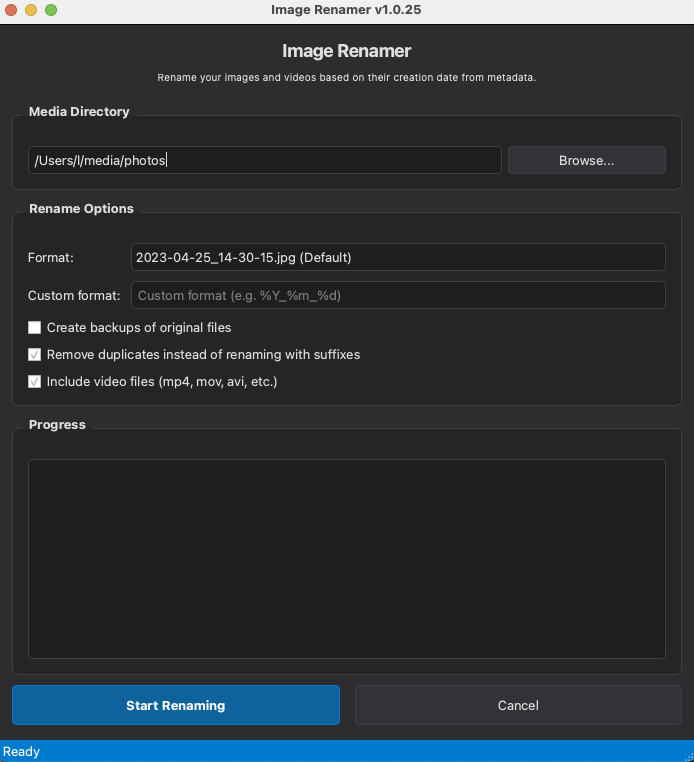 Image Renamer v1.0.25
Image Renamer
Rename your images and videos based on their creation date from metadata.
Media Directory
/Users/l/media/photos
Browse...
Rename Options
Format:
2023-04-25_14-30-15.jpg (Default)
Custom format:
Custom format (e.g. %Y_%m_%d)
Create backups of original files
Remove duplicates instead of renaming with suffixes
Include video files (mp4, mov, avi, etc.)
Progress
Start Renaming
Cancel
Ready